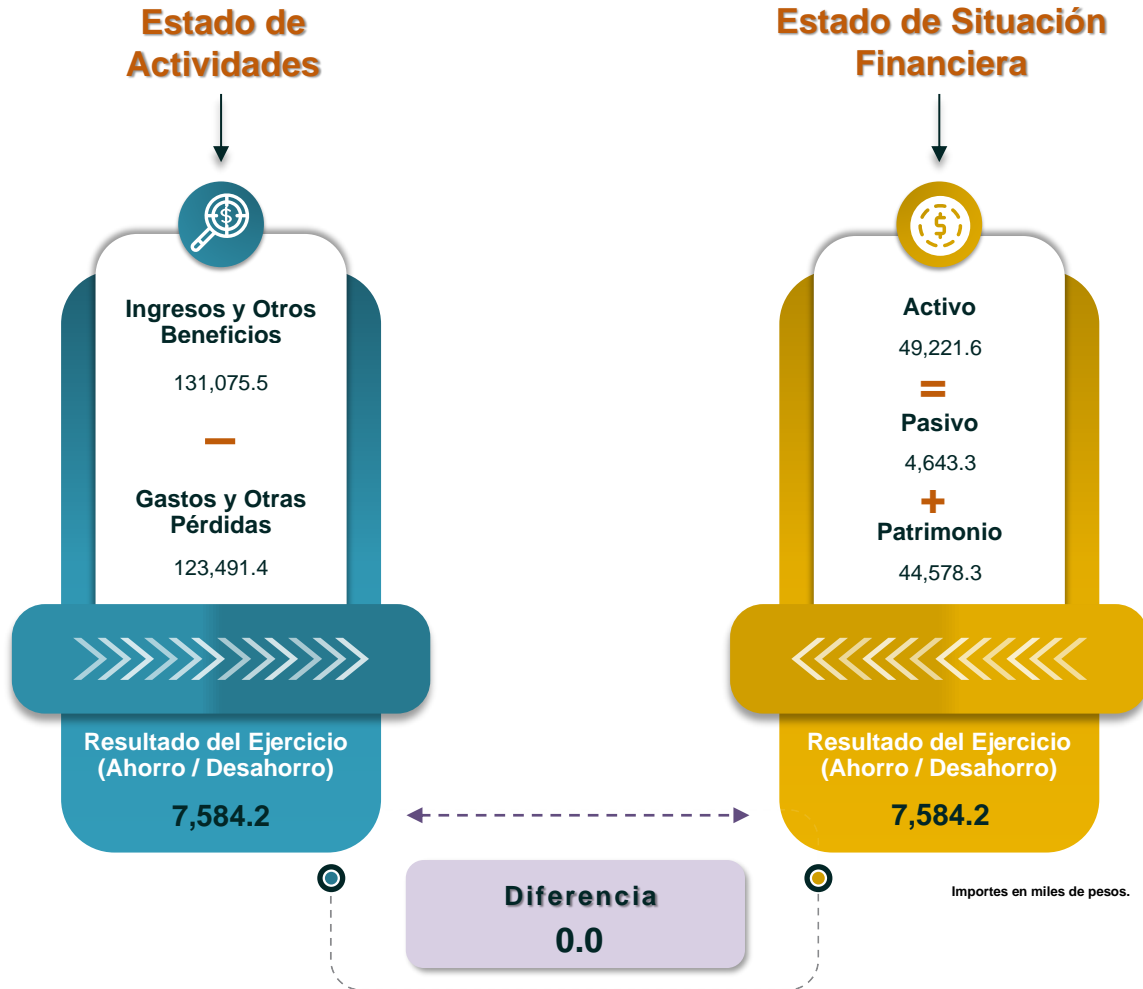 Estado de
Actividades
Ingresos y Otros
Beneficios
131,075.5
–
Gastos y Otras
Pérdidas
123,491.4
Resultado del Ejercicio
(Ahorro / Desahorro)
7,584.2
Estado de Situación
Financiera
Activo
49,221.6
=
Pasivo
4,643.3
+
Patrimonio
44,578.3
Resultado del Ejercicio
(Ahorro / Desahorro)
7,584.2
Diferencia
0.0
Importes en miles de pesos.